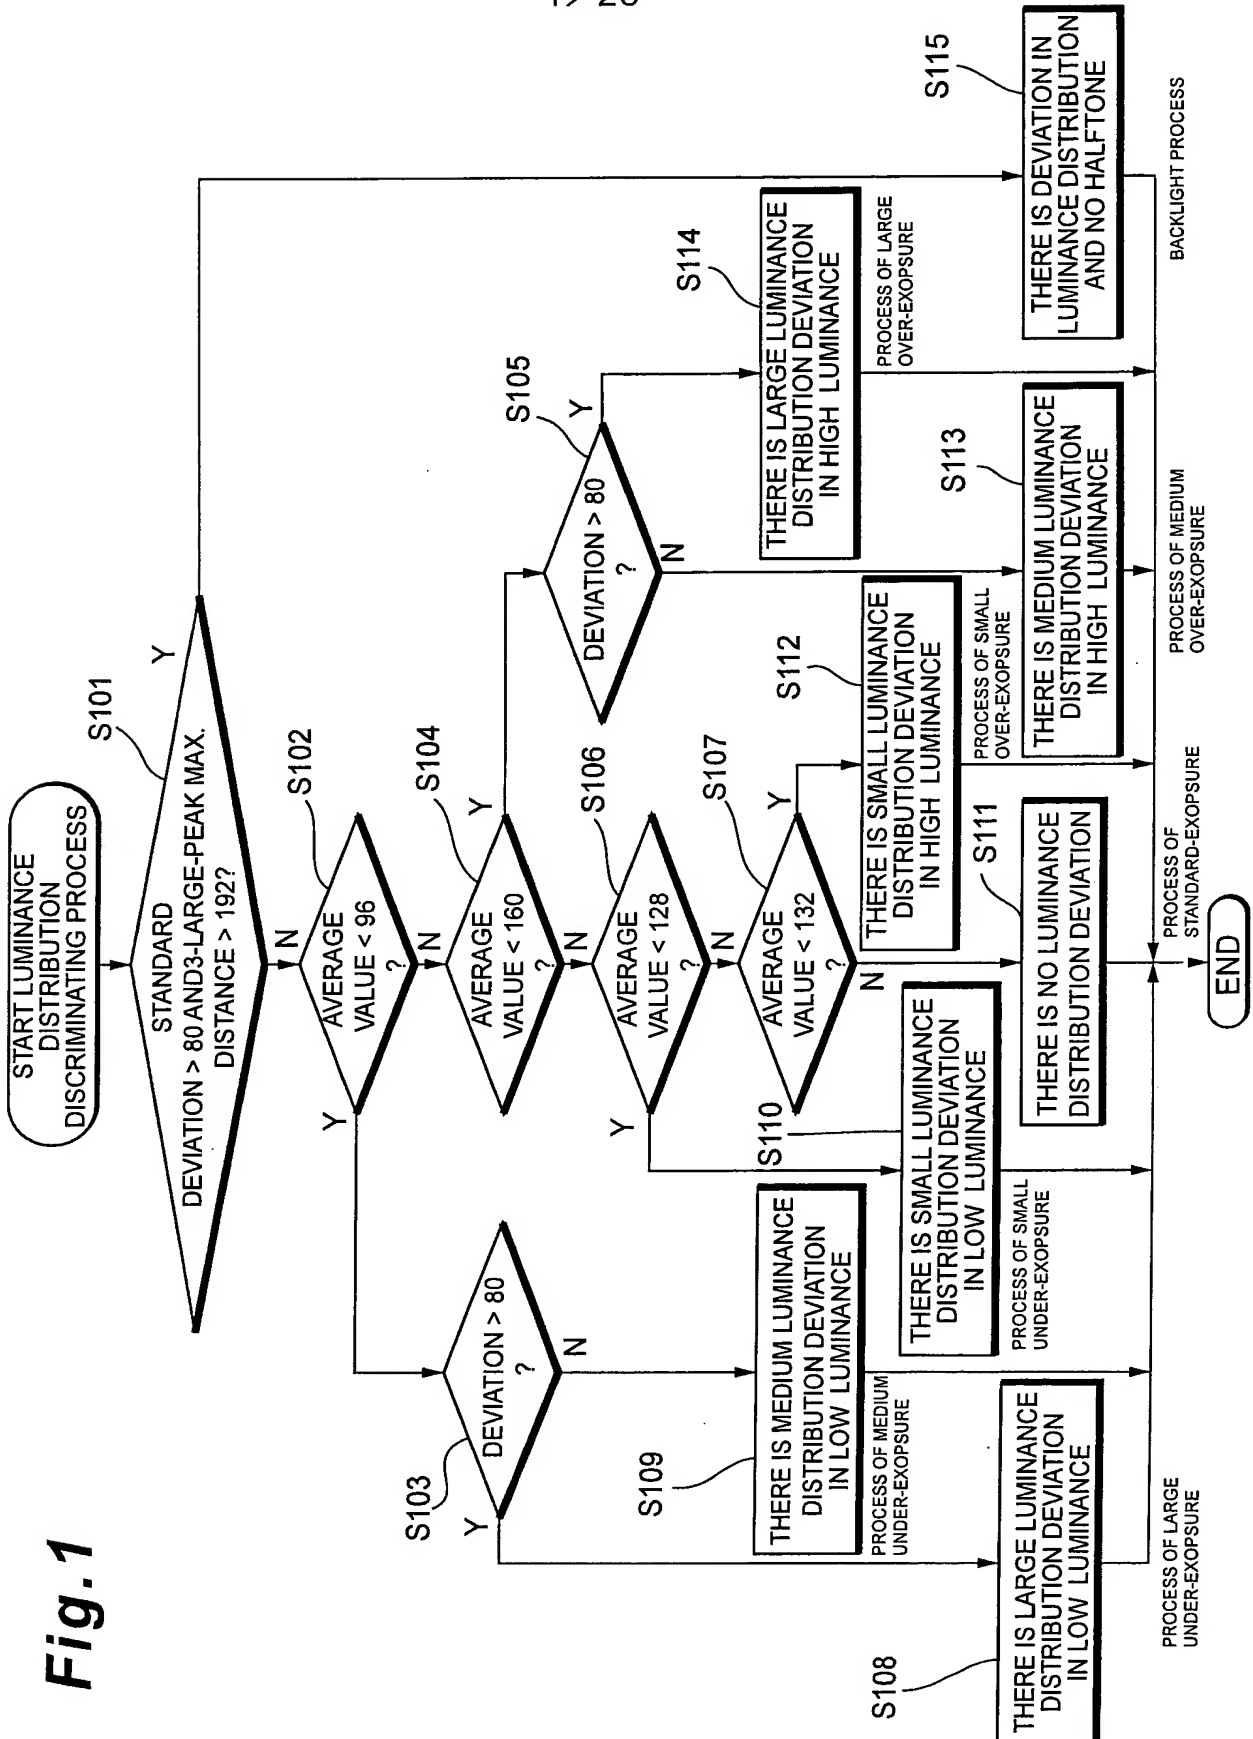 Fig.1
START LUMINANCE
DISTRIBUTION
DISCRIMINATING PROCESS
S101
STANDARD
DEVIATION > 80 AND3-LARGE-PEAK MAX.
DISTANCE > 192?
Y
N
S102
AVERAGE
VALUE < 96
?
Y
N
S103
DEVIATION > 80
?
Y
N
S104
AVERAGE
VALUE < 160
?
Y
N
S105
DEVIATION > 80
?
Y
N
S106
AVERAGE
VALUE < 128
?
Y
N
S107
AVERAGE
VALUE < 132
?
Y
N
S108
THERE IS LARGE LUMINANCE
DISTRIBUTION DEVIATION
IN LOW LUMINANCE
PROCESS OF LARGE
UNDER-EXOPSURE
S109
THERE IS MEDIUM LUMINANCE
DISTRIBUTION DEVIATION
IN LOW LUMINANCE
PROCESS OF MEDIUM
UNDER-EXOPSURE
S110
THERE IS SMALL LUMINANCE
DISTRIBUTION DEVIATION
IN LOW LUMINANCE
PROCESS OF SMALL
UNDER-EXOPSURE
S111
THERE IS NO LUMINANCE
DISTRIBUTION DEVIATION
PROCESS OF
STANDARD-EXOPSURE
S112
THERE IS SMALL LUMINANCE
DISTRIBUTION DEVIATION
IN HIGH LUMINANCE
PROCESS OF SMALL
OVER-EXOPSURE
S113
THERE IS MEDIUM LUMINANCE
DISTRIBUTION DEVIATION
IN HIGH LUMINANCE
PROCESS OF MEDIUM
OVER-EXOPSURE
S114
THERE IS LARGE LUMINANCE
DISTRIBUTION DEVIATION
IN HIGH LUMINANCE
PROCESS OF LARGE
OVER-EXOPSURE
S115
THERE IS DEVIATION IN
LUMINANCE DISTRIBUTION
AND NO HALFTONE
BACKLIGHT PROCESS
END